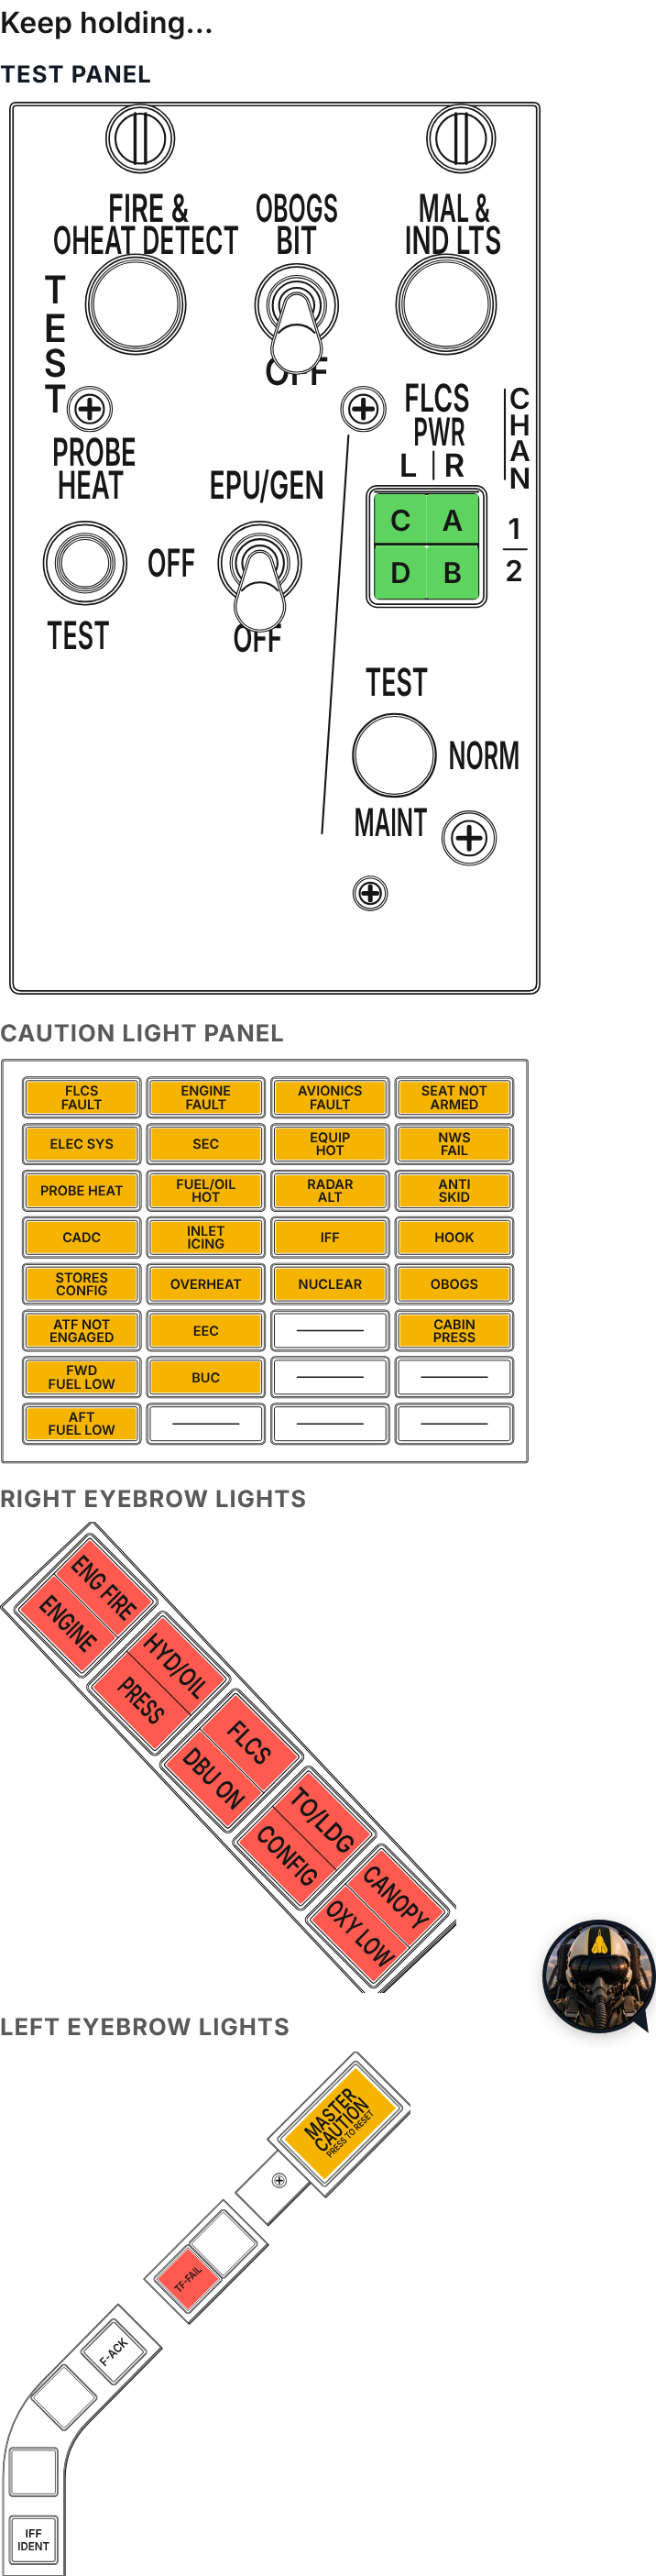 Keep holding...
TEST PANEL
FIRE &
OHEAT DETECT
OBOGS
BIT
MAL &
IND LTS
TEST
OFF
PROBE
HEAT
EPU/GEN
FLCS
PWR
L | R
CHAN
C A
D B
1
2
OFF
TEST
OFF
TEST
NORM
MAINT
CAUTION LIGHT PANEL
FLCS
FAULT
ENGINE
FAULT
AVIONICS
FAULT
SEAT NOT
ARMED
ELEC SYS
SEC
EQUIP
HOT
NWS
FAIL
PROBE HEAT
FUEL/OIL
HOT
RADAR
ALT
ANTI
SKID
CADC
INLET
ICING
IFF
HOOK
STORES
CONFIG
OVERHEAT
NUCLEAR
OBOGS
ATF NOT
ENGAGED
EEC
CABIN
PRESS
FWD
FUEL LOW
BUC
AFT
FUEL LOW
RIGHT EYEBROW LIGHTS
ENG FIRE
ENGINE
HYD/OIL
PRESS
FLCS
DBU ON
TO/LDG
CONFIG
CANOPY
OXY LOW
LEFT EYEBROW LIGHTS
MASTER
CAUTION
PRESS TO RESET
TF-FAIL
F-ACK
IFF
IDENT